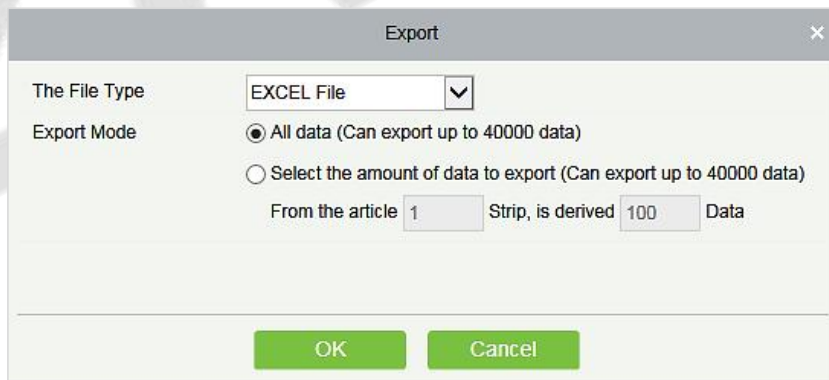 Export
The File Type EXCEL File
Export Mode All data (Can export up to 40000 data)
Select the amount of data to export (Can export up to 40000 data)
From the article 1 Strip, is derived 100 Data
OK Cancel